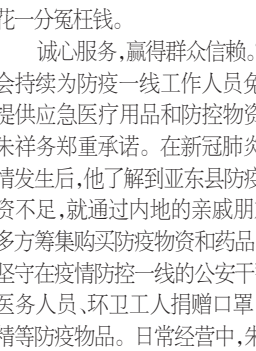 花一分冤枉钱。
诚心服务,赢得群众信赖。
会持续为防疫一线工作人员免
提供应急医疗用品和防控物资
朱祥务郑重承诺。在新冠肺炎
情发生后,他了解到亚东县防疫
资不足,就通过内地的亲戚朋
多方筹集购买防疫物资和药品
坚守在疫情防控一线的公安干
医务人员、环卫工人捐赠口罩
精等防疫物品。日常经营中,朱